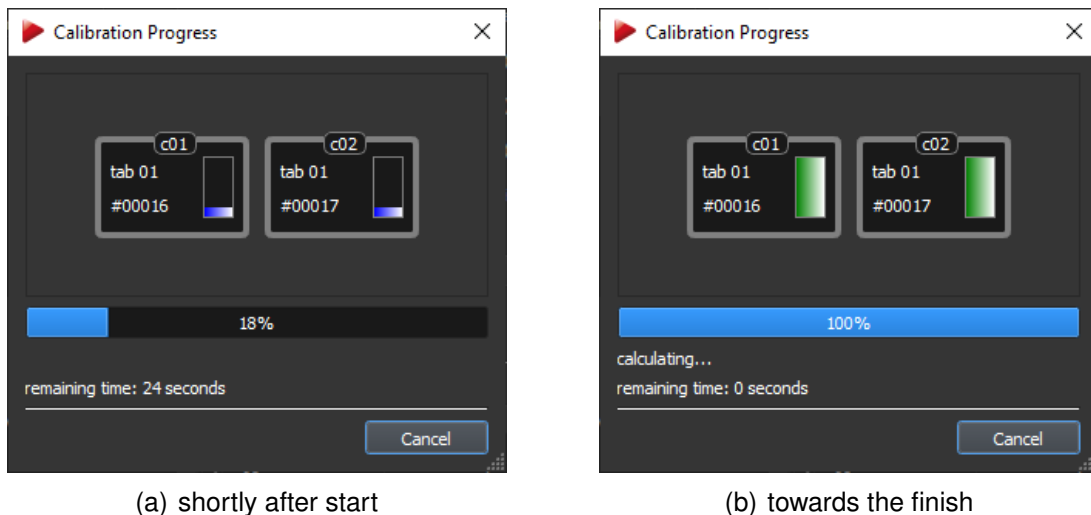 Calibration Progress
c01
c02
tab 01
tab 01
#00016
#00017
18%
remaining time: 24 seconds
Cancel
(a) shortly after start
Calibration Progress
c01
c02
tab 01
tab 01
#00016
#00017
100%
calculating...
remaining time: 0 seconds
Cancel
(b) towards the finish